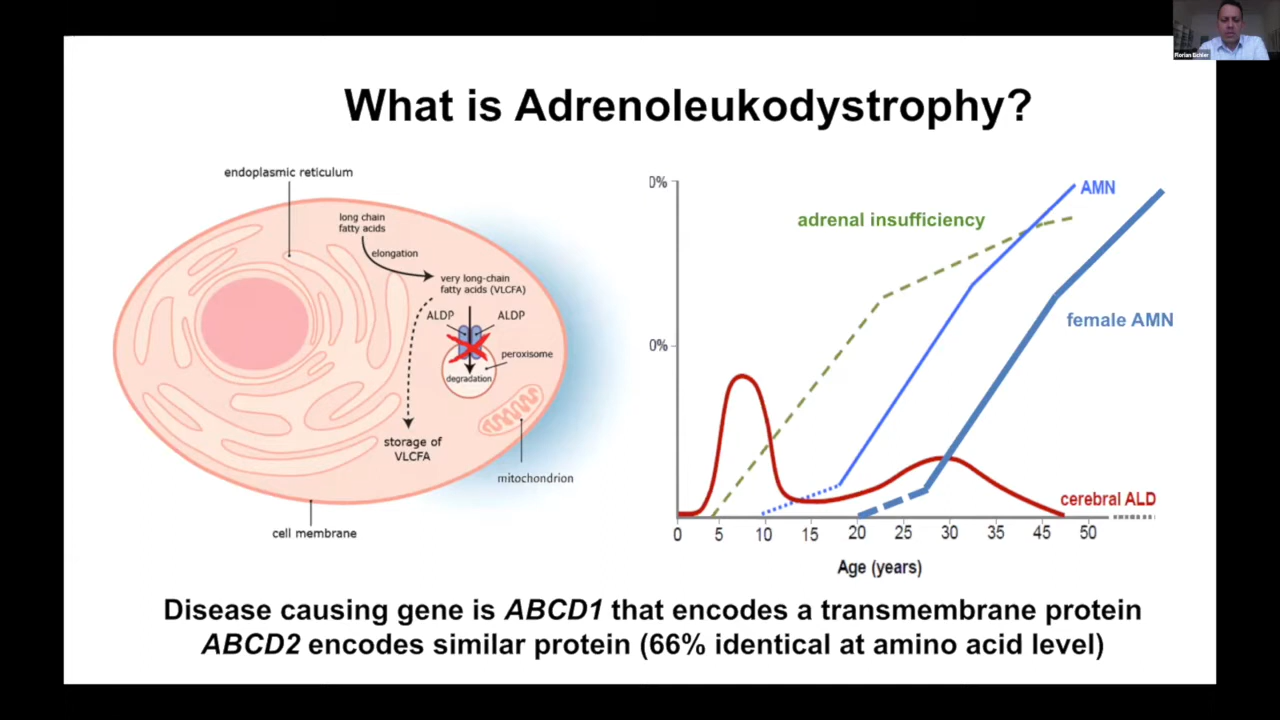 What is Adrenoleukodystrophy?
endoplasmic reticulum
long chain
fatty acids
elongation
very long-chain
fatty acids (VLCFA)
ALDP
ALDP
peroxisome
degradation
storage of
VLCFA
mitochondrion
cell membrane
0%
0%
AMN
adrenal insufficiency
female AMN
cerebral ALD
0 5 10 15 20 25 30 35 45 50
Age (years)
Disease causing gene is ABCD1 that encodes a transmembrane protein
ABCD2 encodes similar protein (66% identical at amino acid level)